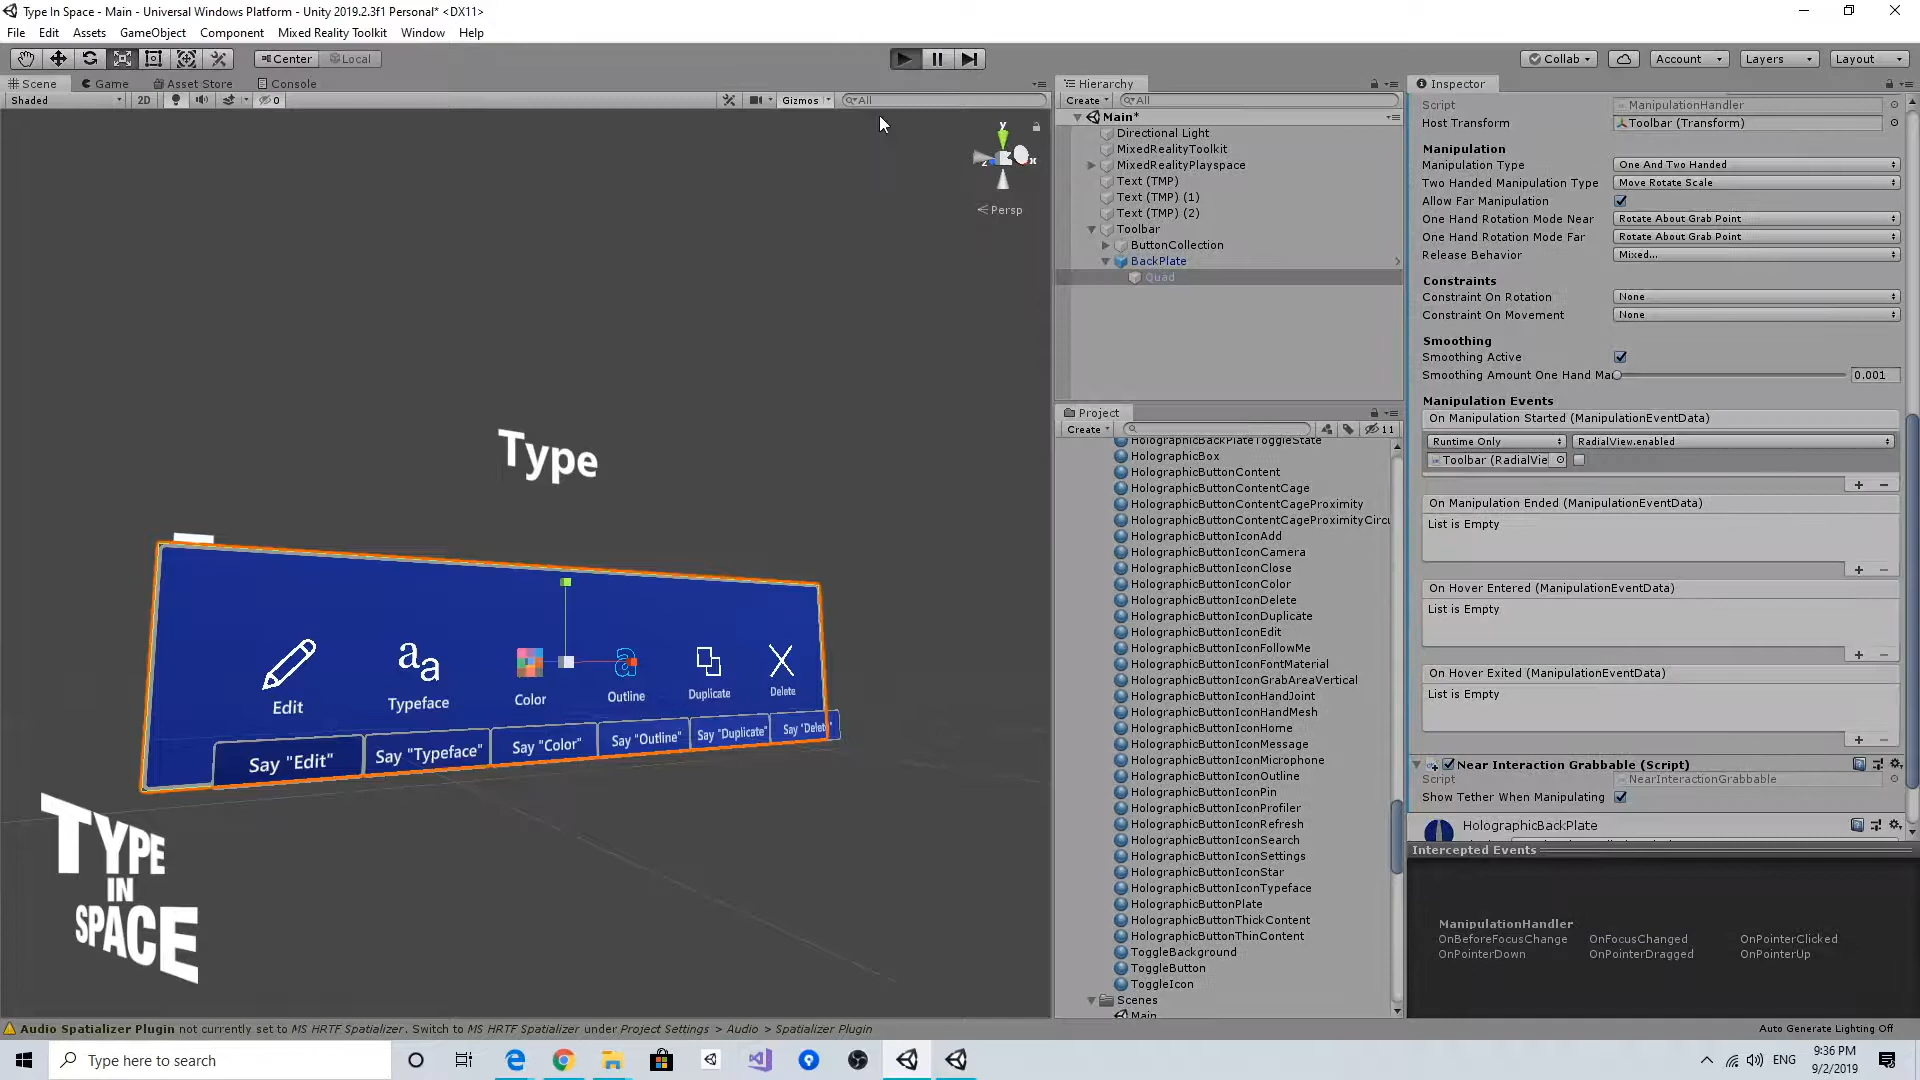 Type In Space - Main - Universal Windows Platform - Unity 2019.2.3f1 Personal* <DX11>
File Edit Assets GameObject Component Mixed Reality Toolkit Window Help
Center Local Collab Account Layers Layout
Scene Game Asset Store Console
Shaded 2D 0 Gizmos All
y
z x
Persp
Type
Edit Typeface Color Outline Duplicate Delete
Say "Edit" Say "Typeface" Say "Color" Say "Outline" Say "Duplicate" Say "Delete"
TYPE
IN
SPACE
Hierarchy
Create All
Main*
Directional Light
MixedRealityToolkit
MixedRealityPlayspace
Text (TMP)
Text (TMP) (1)
Text (TMP) (2)
Toolbar
ButtonCollection
BackPlate
Quad
Project
Create 11
HolographicBackPlateToggleState
HolographicBox
HolographicButtonContent
HolographicButtonContentCage
HolographicButtonContentCageProximity
HolographicButtonContentCageProximityCircu
HolographicButtonIconAdd
HolographicButtonIconCamera
HolographicButtonIconClose
HolographicButtonIconColor
HolographicButtonIconDelete
HolographicButtonIconDuplicate
HolographicButtonIconEdit
HolographicButtonIconFollowMe
HolographicButtonIconFontMaterial
HolographicButtonIconGrabAreaVertical
HolographicButtonIconHandJoint
HolographicButtonIconHandMesh
HolographicButtonIconHome
HolographicButtonIconMessage
HolographicButtonIconMicrophone
HolographicButtonIconOutline
HolographicButtonIconPin
HolographicButtonIconProfiler
HolographicButtonIconRefresh
HolographicButtonIconSearch
HolographicButtonIconSettings
HolographicButtonIconStar
HolographicButtonIconTypeface
HolographicButtonPlate
HolographicButtonThickContent
HolographicButtonThinContent
ToggleBackground
ToggleButton
ToggleIcon
Scenes
Main
Inspector
Script ManipulationHandler
Host Transform Toolbar (Transform)
Manipulation
Manipulation Type One And Two Handed
Two Handed Manipulation Type Move Rotate Scale
Allow Far Manipulation
One Hand Rotation Mode Near Rotate About Grab Point
One Hand Rotation Mode Far Rotate About Grab Point
Release Behavior Mixed...
Constraints
Constraint On Rotation None
Constraint On Movement None
Smoothing
Smoothing Active
Smoothing Amount One Hand Ma 0.001
Manipulation Events
On Manipulation Started (ManipulationEventData)
Runtime Only RadialView.enabled
Toolbar (RadialVie
On Manipulation Ended (ManipulationEventData)
List is Empty
On Hover Entered (ManipulationEventData)
List is Empty
On Hover Exited (ManipulationEventData)
List is Empty
Near Interaction Grabbable (Script)
Script NearInteractionGrabbable
Show Tether When Manipulating
HolographicBackPlate
Intercepted Events
ManipulationHandler
OnBeforeFocusChange OnFocusChanged OnPointerClicked
OnPointerDown OnPointerDragged OnPointerUp
Audio Spatializer Plugin not currently set to MS HRTF Spatializer. Switch to MS HRTF Spatializer under Project Settings > Audio > Spatializer Plugin
Auto Generate Lighting Off
Type here to search
ENG
9:36 PM
9/2/2019